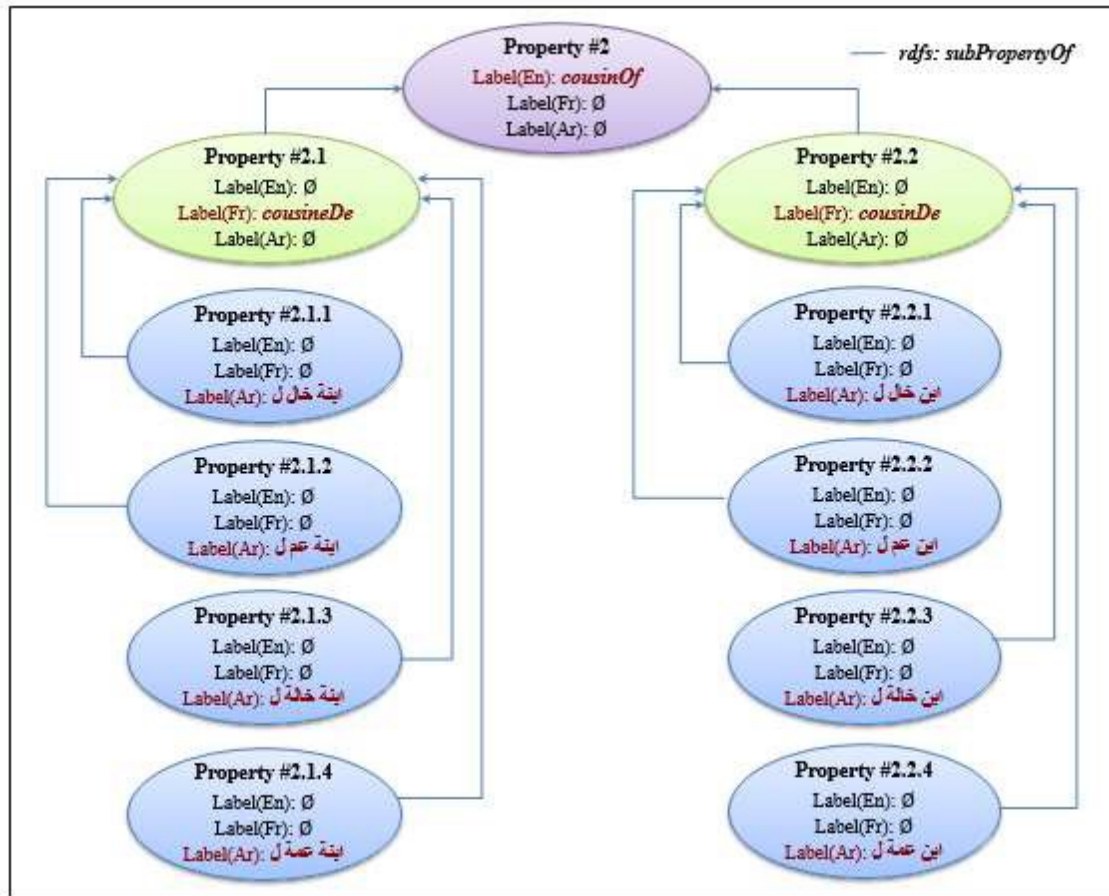 Property #2
Label(En): cousinOf
Label(Fr): Ø
Label(Ar): Ø
rdfs: subPropertyOf
Property #2.1
Label(En): Ø
Label(Fr): cousineDe
Label(Ar): Ø
Property #2.1.1
Label(En): Ø
Label(Fr): Ø
Label(Ar): ابنة خال ل
Property #2.1.2
Label(En): Ø
Label(Fr): Ø
Label(Ar): ابنة عم ل
Property #2.1.3
Label(En): Ø
Label(Fr): Ø
Label(Ar): ابنة خالة ل
Property #2.1.4
Label(En): Ø
Label(Fr): Ø
Label(Ar): ابنة عمة ل
Property #2.2
Label(En): Ø
Label(Fr): cousinDe
Label(Ar): Ø
Property #2.2.1
Label(En): Ø
Label(Fr): Ø
Label(Ar): ابن خال ل
Property #2.2.2
Label(En): Ø
Label(Fr): Ø
Label(Ar): ابن عم ل
Property #2.2.3
Label(En): Ø
Label(Fr): Ø
Label(Ar): ابن خالة ل
Property #2.2.4
Label(En): Ø
Label(Fr): Ø
Label(Ar): ابن عمة ل